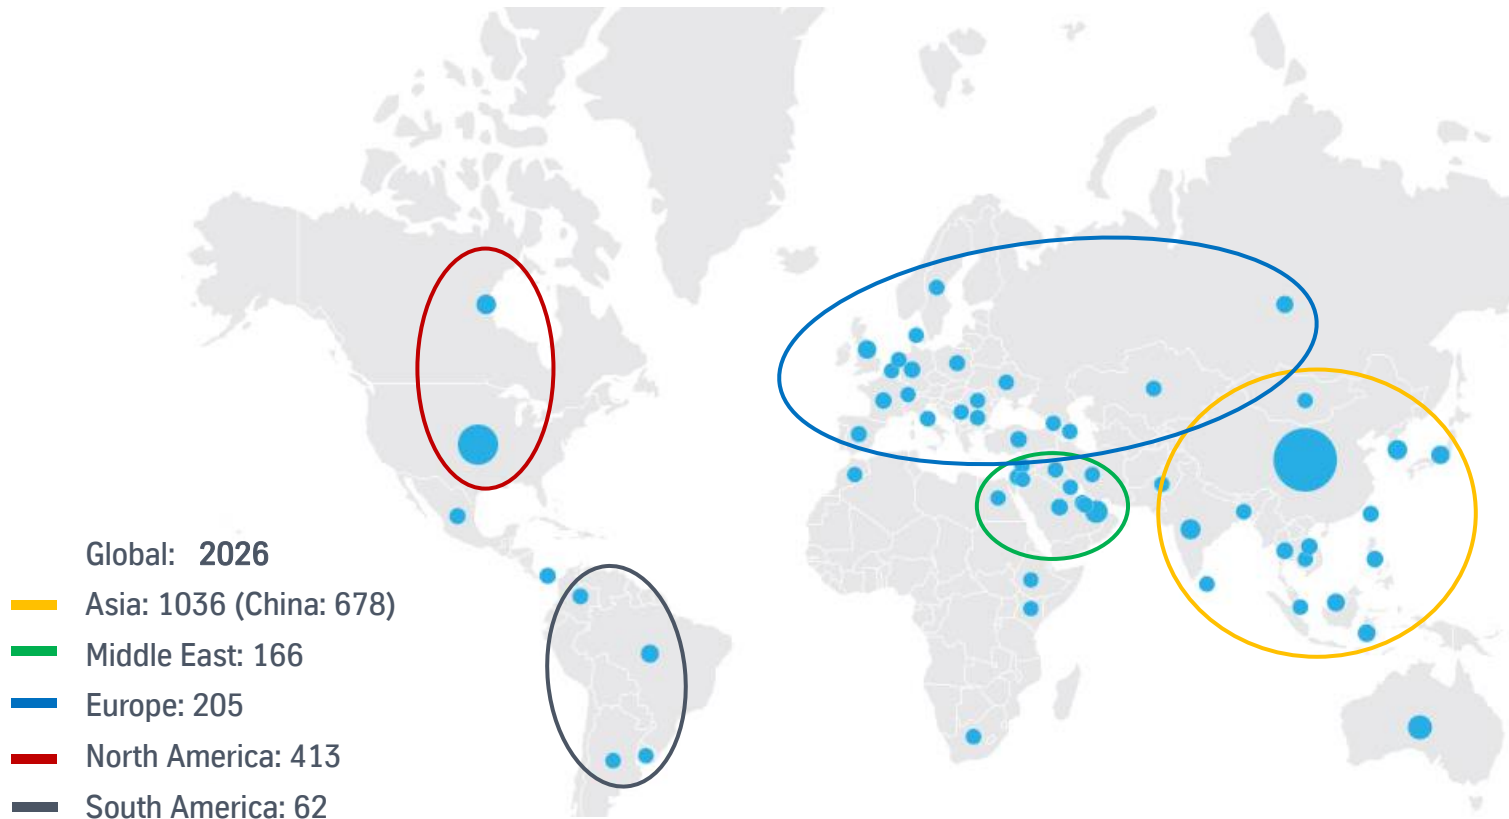 Global: 2026
Asia: 1036 (China: 678)
Middle East: 166
Europe: 205
North America: 413
South America: 62